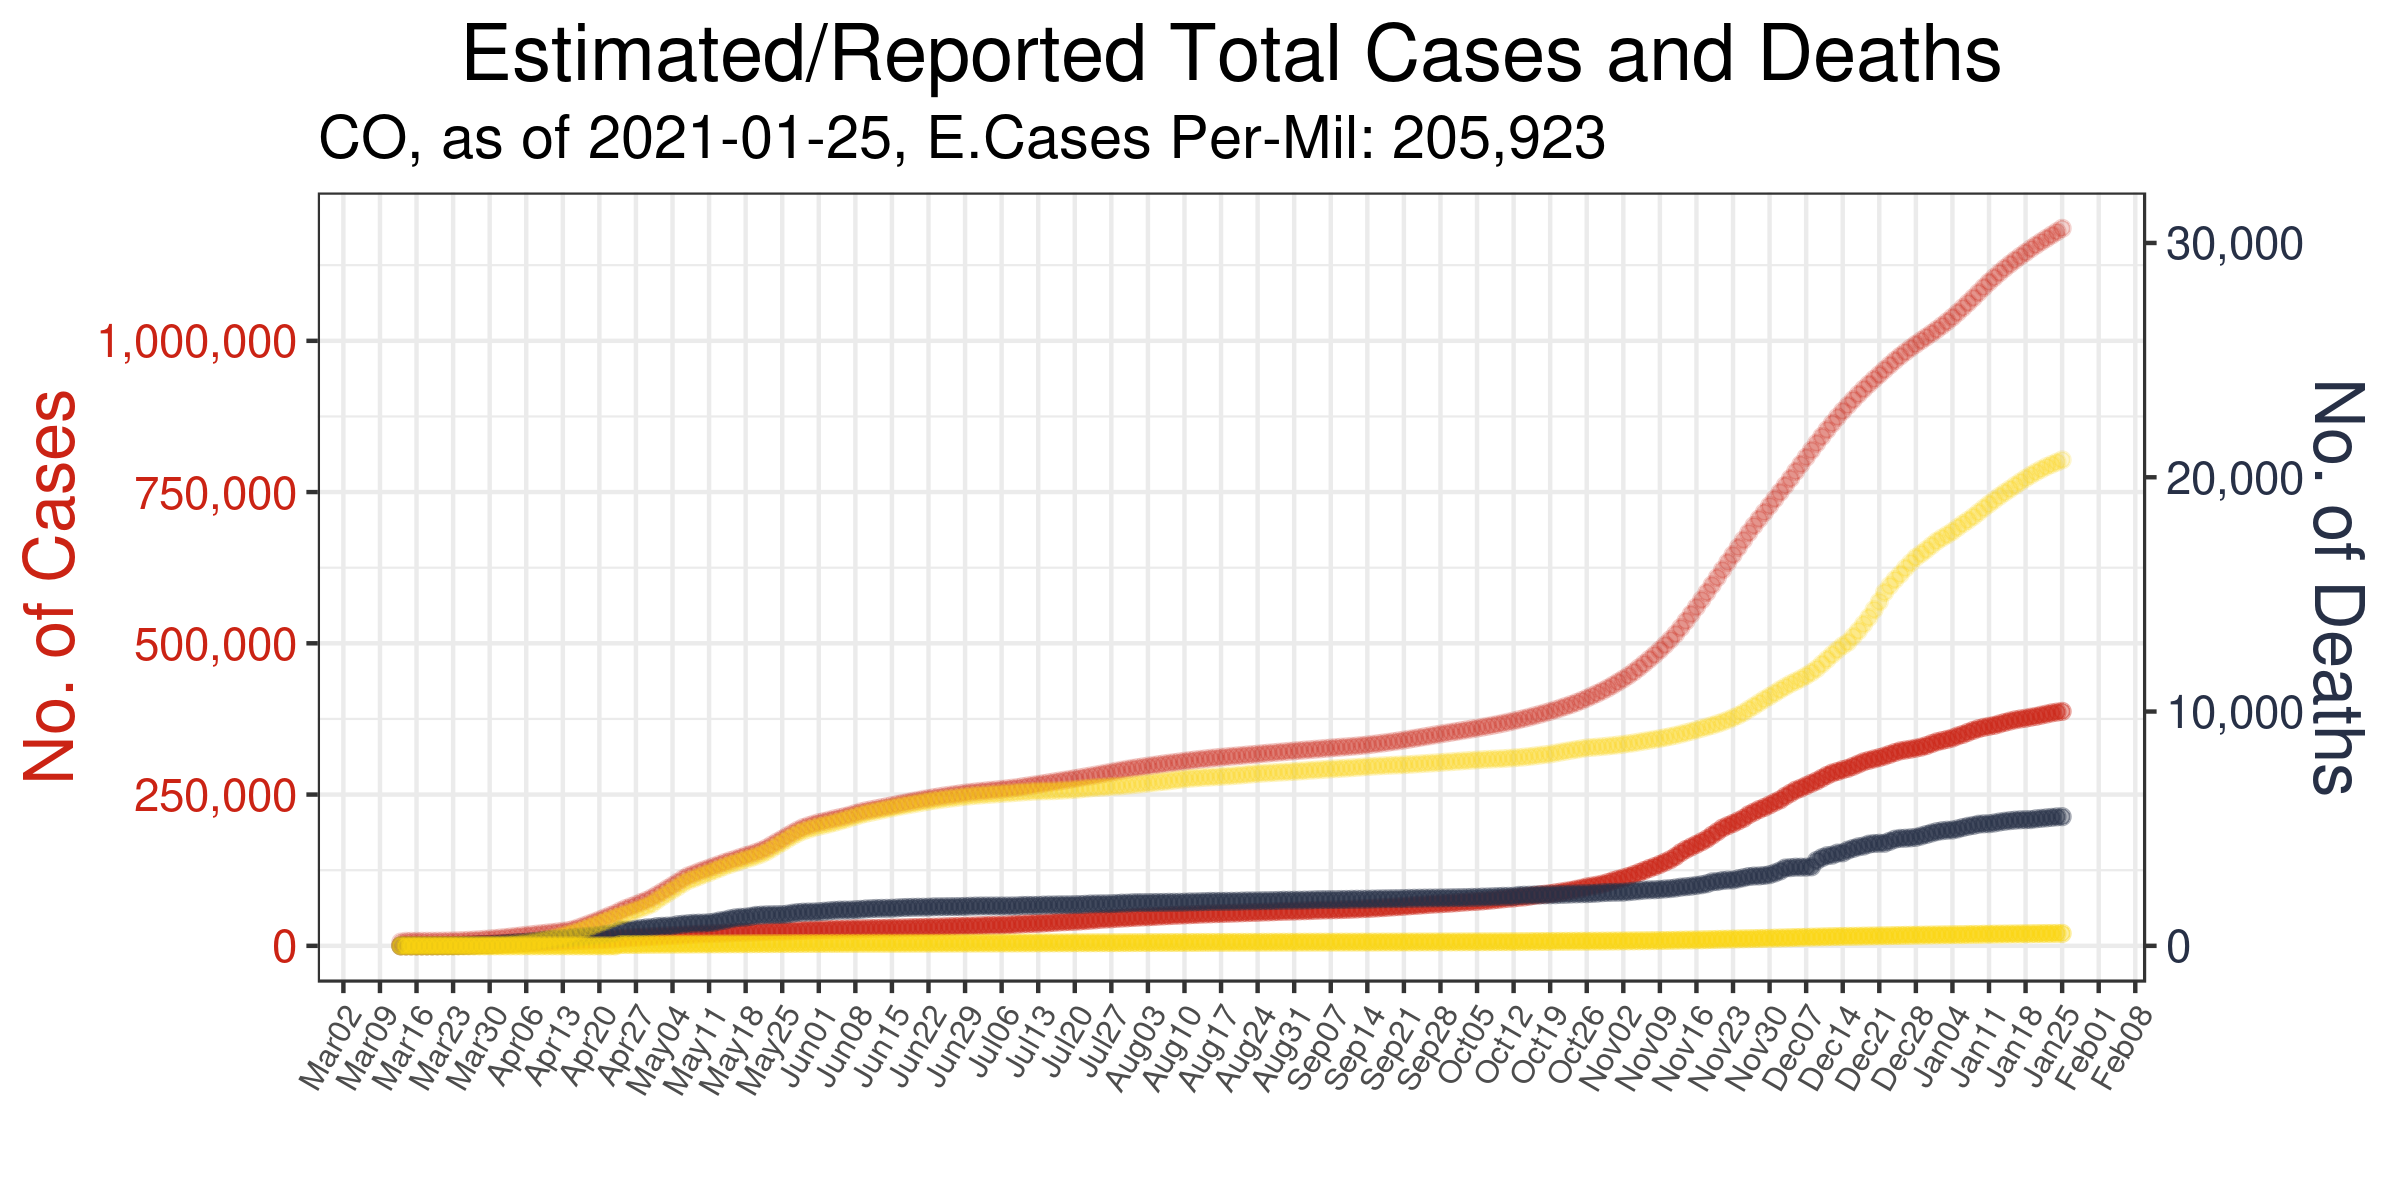 Estimated/Reported Total Cases and Deaths
CO, as of 2021-01-25, E.Cases Per-Mil: 205,923
No. of Cases
1,000,000
750,000
500,000
250,000
0
30,000
20,000
10,000
0
No. of Deaths
Mar02
Mar09
Mar16
Mar23
Mar30
Apr06
Apr13
Apr20
Apr27
May04
May11
May18
May25
Jun01
Jun08
Jun15
Jun22
Jun29
Jul06
Jul13
Jul20
Jul27
Aug03
Aug10
Aug17
Aug24
Aug31
Sep07
Sep14
Sep21
Sep28
Oct05
Oct12
Oct19
Oct26
Nov02
Nov09
Nov16
Nov23
Nov30
Dec07
Dec14
Dec21
Dec28
Jan04
Jan11
Jan18
Jan25
Feb01
Feb08